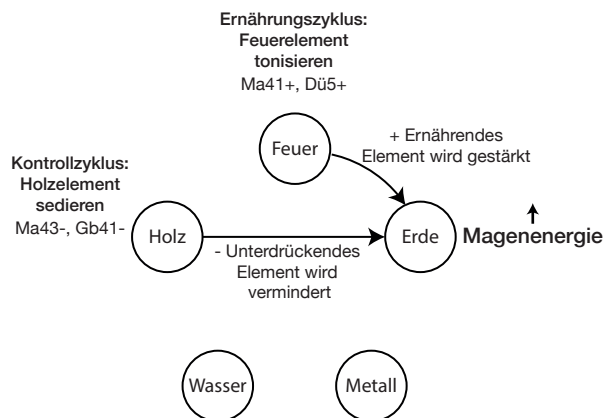 Ernährungszyklus:
Feuerelement
tonisieren
Ma41+, Dü5+
Feuer
+ Ernährendes
Element wird gestärkt
Kontrollzyklus:
Holzelement
sedieren
Ma43-, Gb41-
Holz
- Unterdrückendes
Element wird
vermindert
Erde
Magenenergie
Wasser
Metall